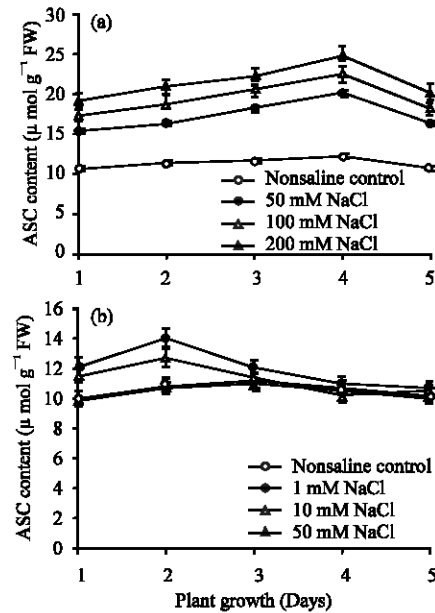 (a)
30
25
20
15
10
5
0
ASC content (µ mol g⁻¹ FW)
Nonsaline control
50 mM NaCl
100 mM NaCl
200 mM NaCl
1 2 3 4 5
(b)
16
14
12
10
8
6
4
2
0
ASC content (µ mol g⁻¹ FW)
Nonsaline control
1 mM NaCl
10 mM NaCl
50 mM NaCl
1 2 3 4 5
Plant growth (Days)